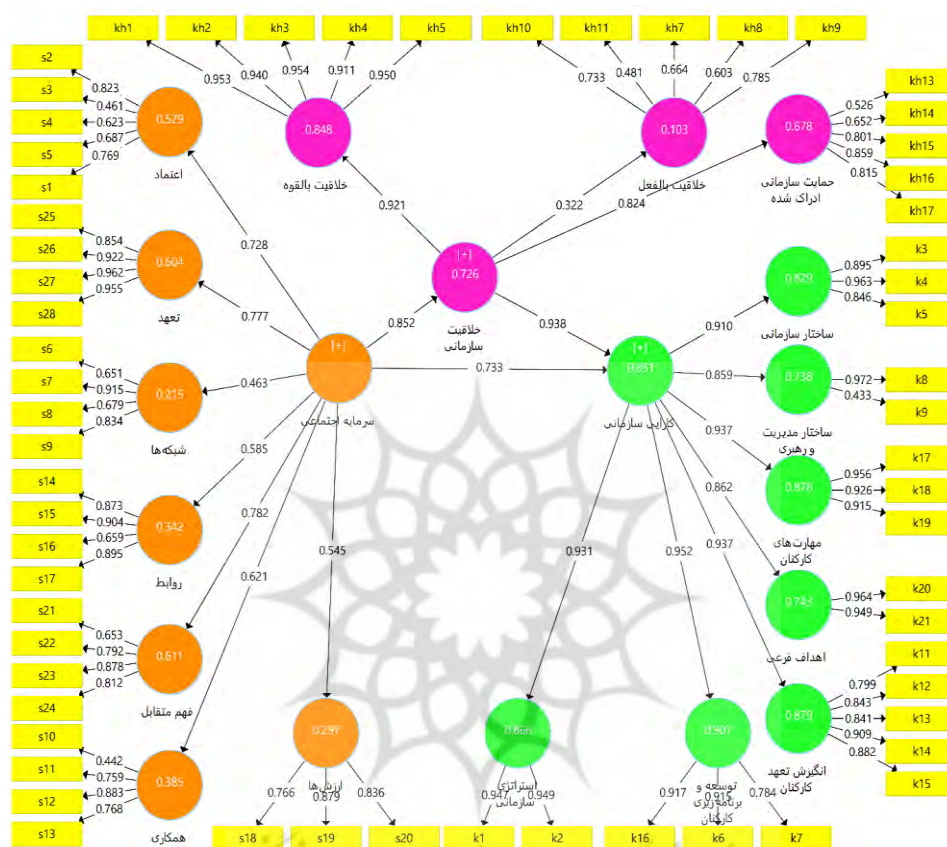 kh1
kh2
kh3
kh4
kh5
kh10
kh11
kh7
kh8
kh9
0.953
0.940
0.954
0.911
0.950
0.733
0.481
0.664
0.603
0.785
s2
s3
s4
s5
s1
0.823
0.461
0.623
0.687
0.769
0.529
اعتماد
0.848
خلاقیت بالقوه
0.103
خلاقیت بالفعل
0.678
حمایت سازمانی
ادراک شده
0.526
0.652
0.801
0.859
0.815
kh13
kh14
kh15
kh16
kh17
0.921
0.322
0.824
0.728
s25
s26
s27
s28
0.854
0.922
0.962
0.955
0.604
تعهد
0.777
[+]
0.726
خلاقیت
سازمانی
0.852
0.938
0.829
ساختار سازمانی
0.895
0.963
0.846
k3
k4
k5
0.910
s6
s7
s8
s9
0.651
0.915
0.679
0.834
0.215
شبکه‌ها
0.463
[+]
سرمایه اجتماعی
0.733
[+]
0.831
کارایی سازمانی
0.859
0.738
ساختار مدیریت
و رهبری
0.972
0.433
k8
k9
0.937
0.878
مهارت‌های
کارکنان
0.956
0.926
0.915
k17
k18
k19
s14
s15
s16
s17
0.873
0.904
0.659
0.895
0.342
روابط
0.585
0.782
0.621
0.545
0.931
0.952
0.937
0.862
0.743
اهداف فرعی
0.964
0.949
k20
k21
s21
s22
s23
s24
0.653
0.792
0.878
0.812
0.611
فهم متقابل
s10
s11
s12
s13
0.442
0.759
0.883
0.768
0.385
همکاری
0.297
ارزش‌ها
0.766
0.879
0.836
s18
s19
s20
0.866
استراتژی
سازمانی
0.947
0.949
k1
k2
0.907
توسعه و
برنامه‌ریزی
کارکنان
0.917
0.915
0.784
k16
k6
k7
0.879
انگیزش تعهد
کارکنان
0.799
0.843
0.841
0.909
0.882
k11
k12
k13
k14
k15